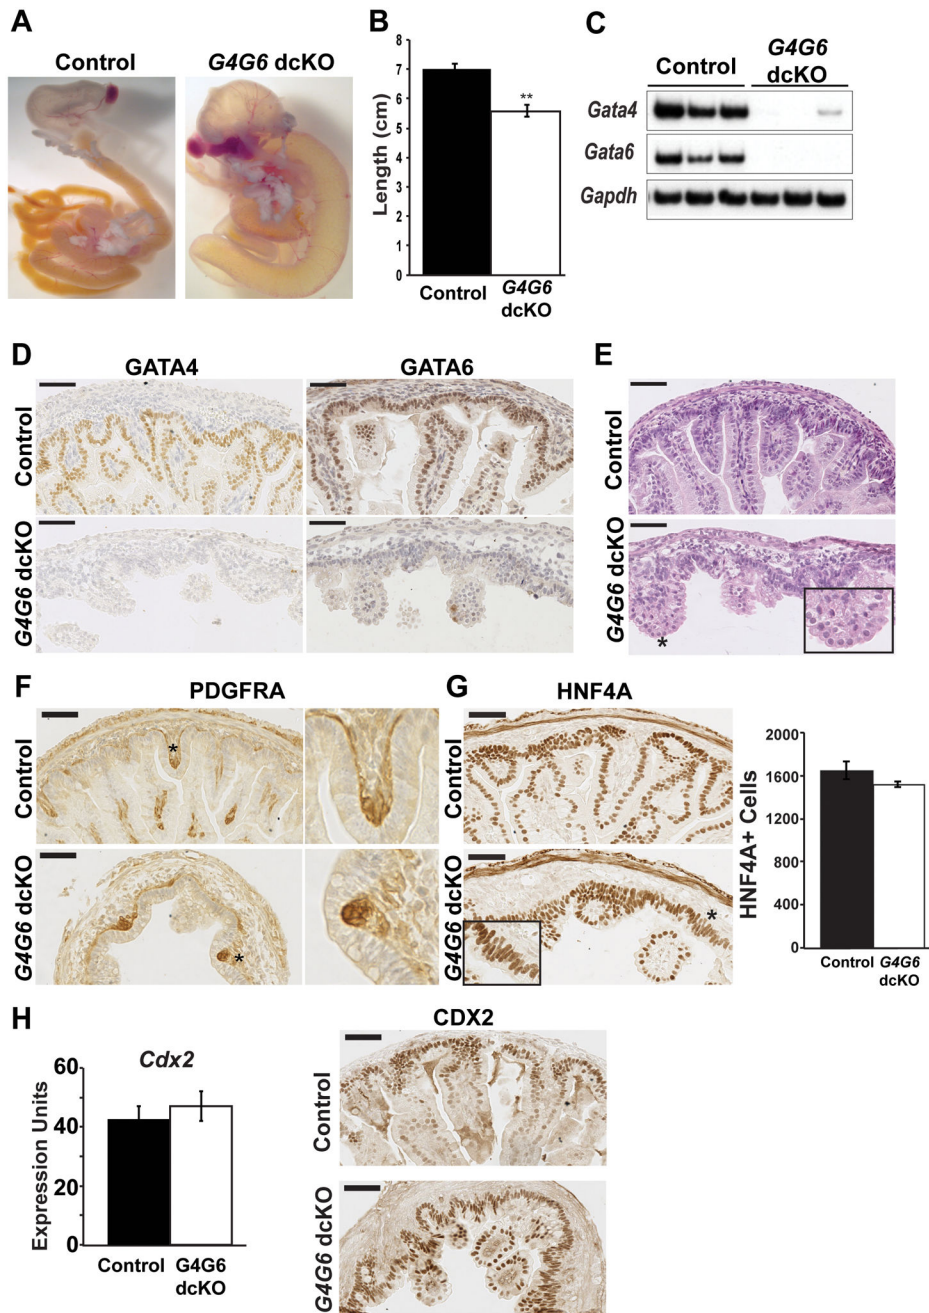 A
Control
G4G6 dcKO
B
Length (cm)
8
7
6
5
4
3
2
1
0
**
Control
G4G6
dcKO
C
Control
G4G6
dcKO
Gata4
Gata6
Gapdh
D
GATA4
GATA6
Control
G4G6 dcKO
E
Control
G4G6 dcKO
*
F
PDGFRA
Control
*
G4G6 dcKO
*
G
HNF4A
Control
G4G6 dcKO
*
HNF4A+ Cells
2000
1600
1200
800
400
0
Control
G4G6
dcKO
H
Cdx2
Expression Units
60
40
20
0
Control
G4G6
dcKO
CDX2
Control
G4G6 dcKO